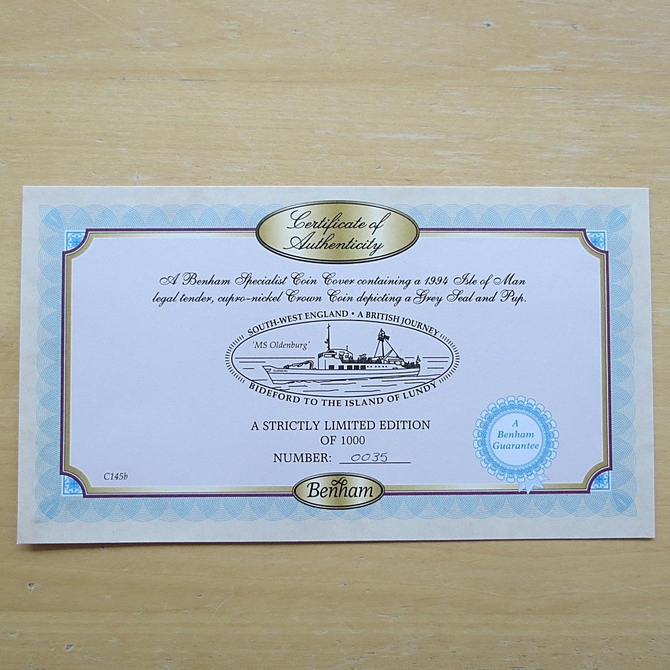 Certificate of
Authenticity
A Benham Specialist Coin Cover containing a 1994 Isle of Man
legal tender, cupro-nickel Crown Coin depicting a Grey Seal and Pup.
SOUTH-WEST ENGLAND • A BRITISH JOURNEY
'MS Oldenburg'
BIDEFORD TO THE ISLAND OF LUNDY
A STRICTLY LIMITED EDITION
OF 1000
NUMBER: 0035
A
Benham
Guarantee
C145b
Benham